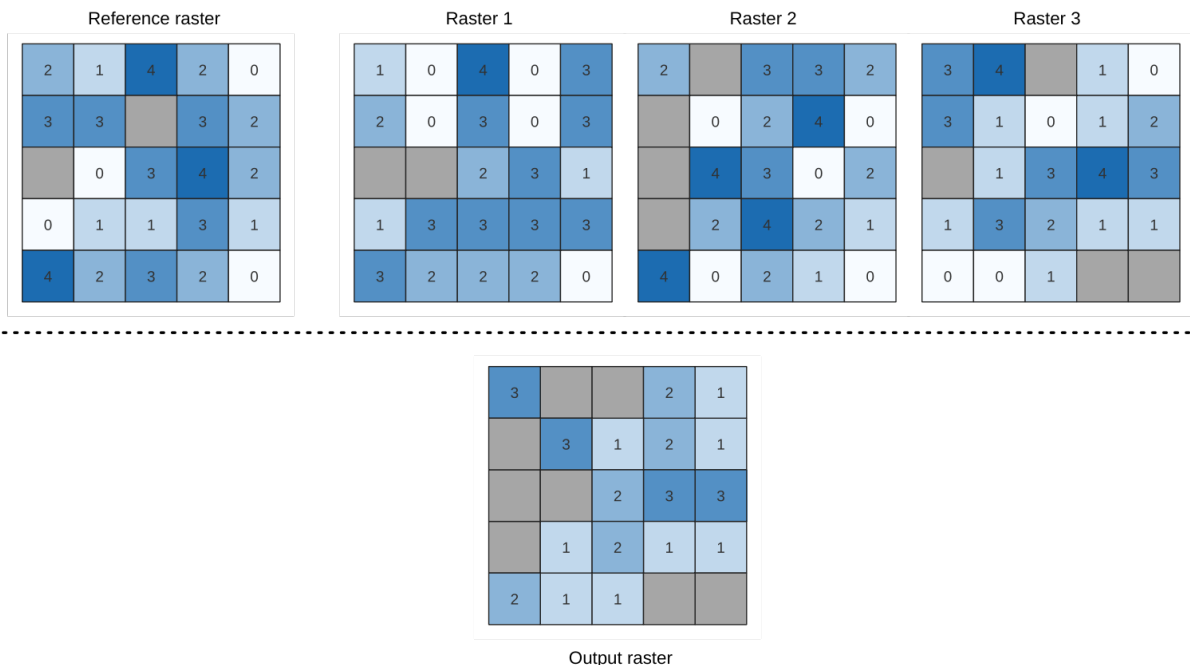 Reference raster Raster 1 Raster 2 Raster 3
2 1 4 2 0 1 0 4 0 3 2 3 3 2 3 4 1 0
3 3 3 2 2 0 3 0 3 0 2 4 0 3 1 0 1 2
0 3 4 2 2 3 1 4 3 0 2 1 3 4 3
0 1 1 3 1 1 3 3 3 3 2 4 2 1 1 3 2 1 1
4 2 3 2 0 3 2 2 2 0 4 0 2 1 0 0 0 1
3 2 1
3 1 2 1
2 3 3
1 2 1 1
2 1 1
Output raster